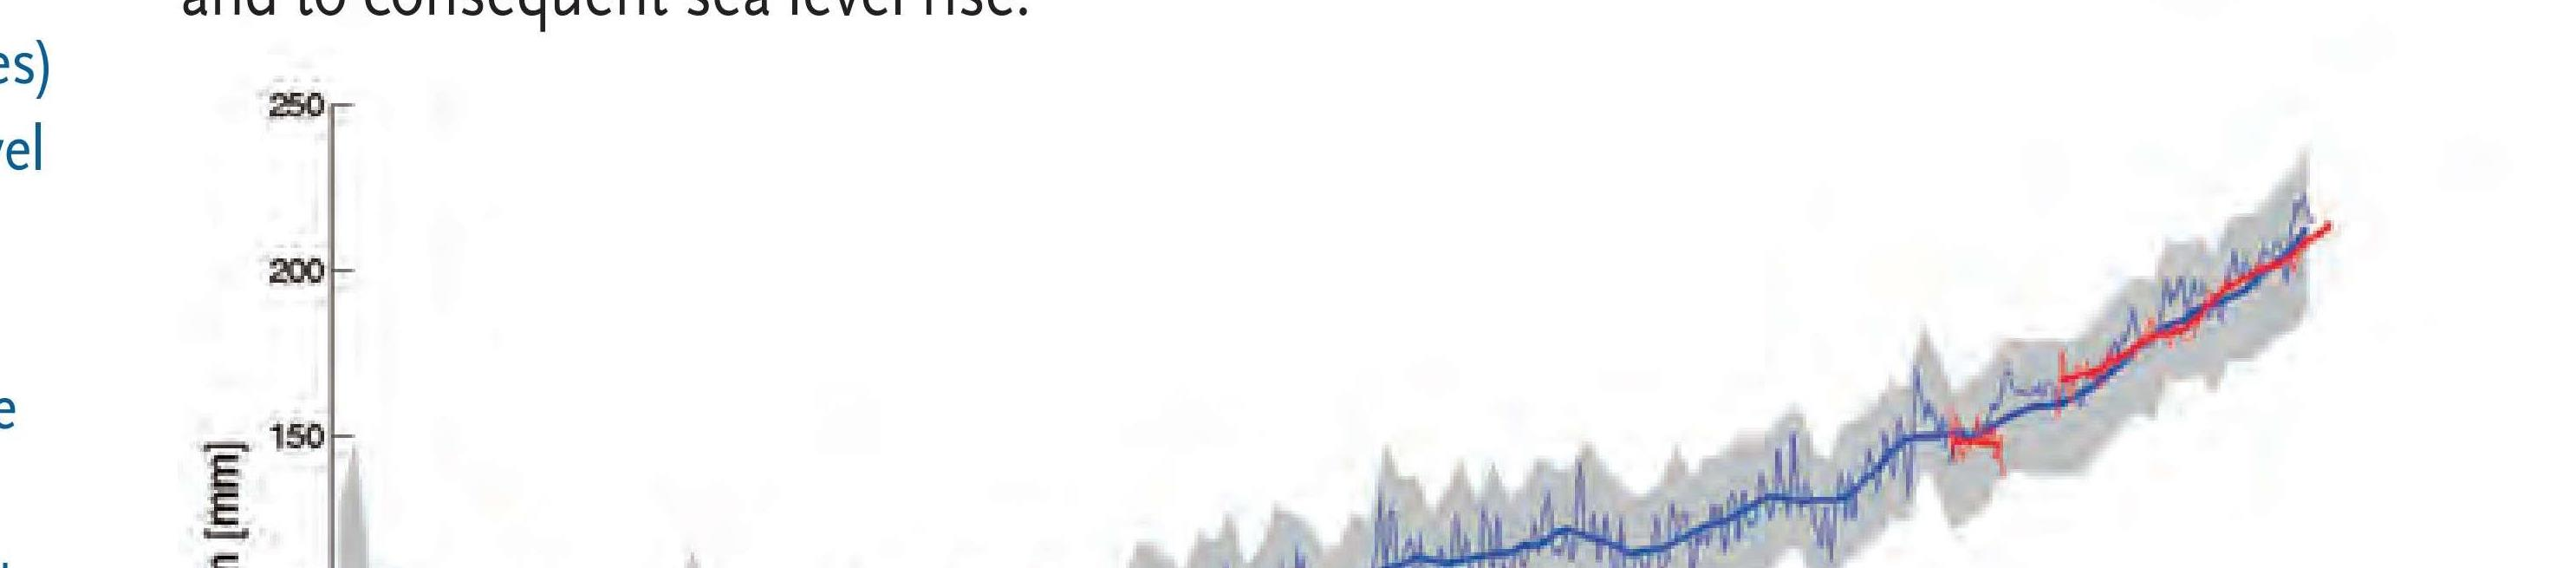 and to consequent sea level rise.
es)
250
vel
200
e
150
n [mm]